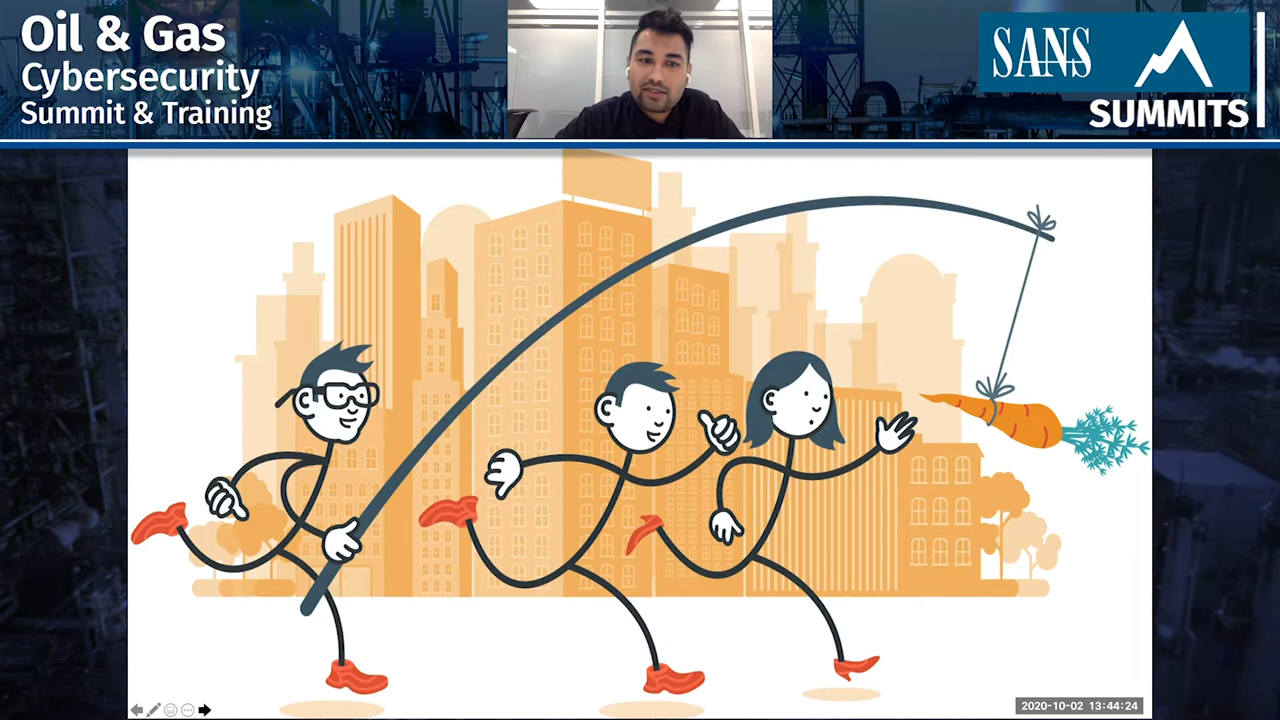 Oil & Gas
Cybersecurity
Summit & Training
SANS
SUMMITS
2020-10-02 13:44:24